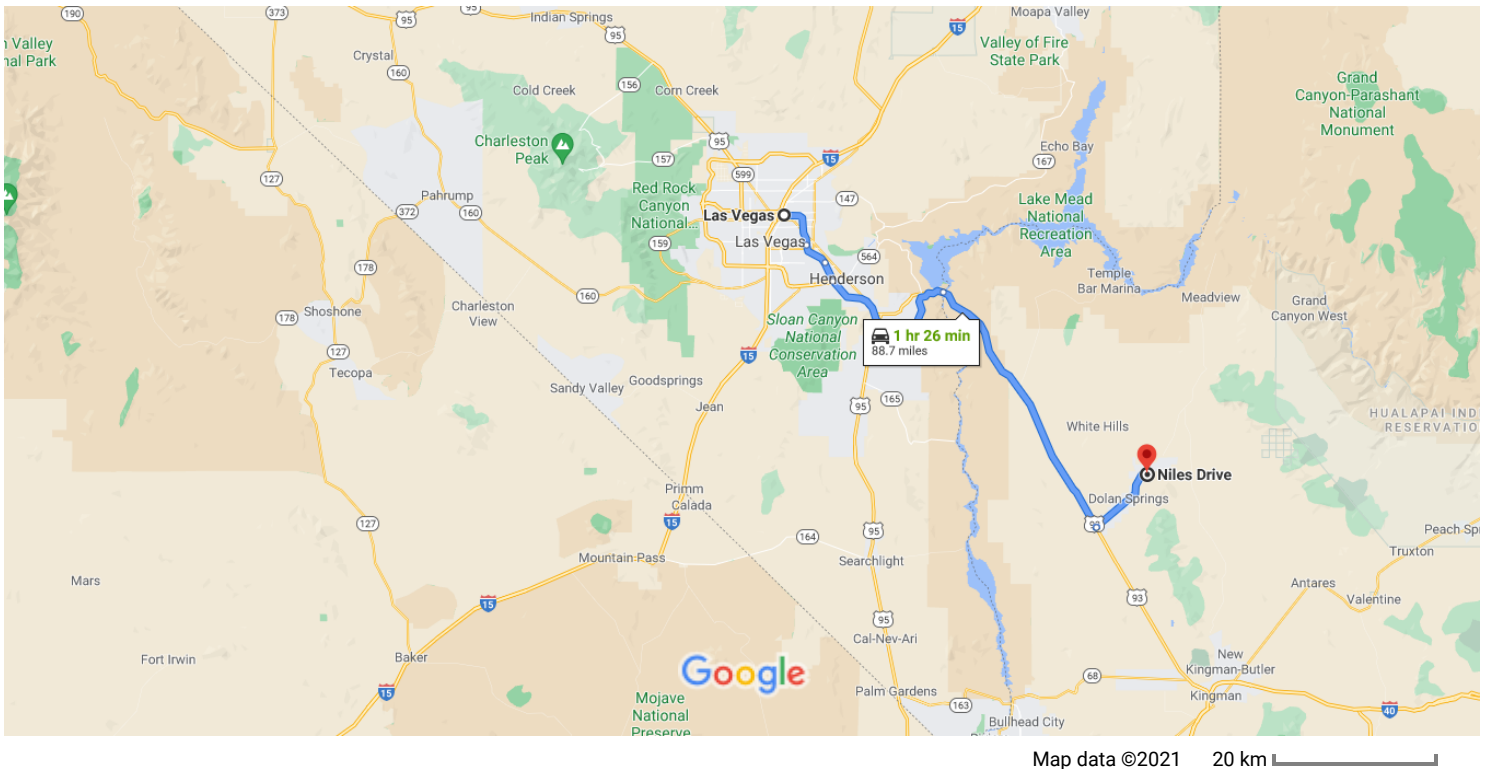 190
373
95
95
Indian Springs
Moapa Valley
95
15
n Valley
nal Park
Crystal
Valley of Fire
State Park
160
156
Cold Creek
Corn Creek
Grand
Canyon-Parashant
National
Monument
Charleston
Peak
95
157
15
Echo Bay
167
127
599
Red Rock
Canyon
National...
147
Pahrump
372
160
Las Vegas
Lake Mead
National
Recreation
Area
159
Las Vegas
564
178
Henderson
Temple
Bar Marina
160
Meadview
Charleston
View
178
Shoshone
Grand
Canyon West
Sloan Canyon
National
Conservation
Area
1 hr 26 min
88.7 miles
127
15
Tecopa
Sandy Valley
Goodsprings
Jean
95
165
HUALAPAI IND
RESERVATIO
White Hills
Niles Drive
Dolan Springs
Primm
Calada
127
15
93
95
164
Peach Sp
Mountain Pass
Searchlight
Truxton
Mars
Antares
93
Valentine
15
95
Cal-Nev-Ari
Fort Irwin
Baker
New
Kingman-Butler
Google
68
15
Palm Gardens
Kingman
163
40
Mojave
National
Preserve
Bullhead City
Map data ©2021 20 km